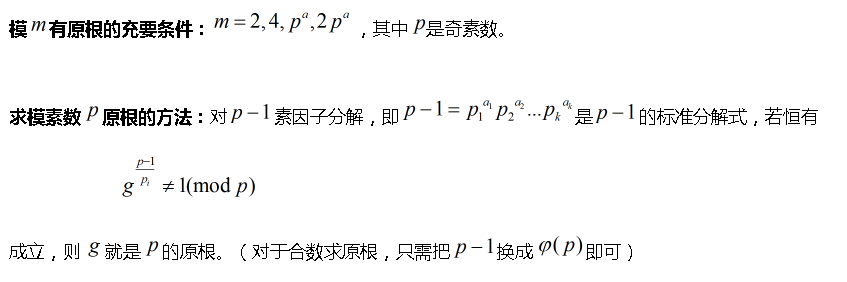 模 m 有原根的充要条件：m = 2, 4, p^a, 2p^a ，其中 p 是奇素数。
求模素数 p 原根的方法：对 p − 1 素因子分解，即 p − 1 = p_1^{a_1} p_2^{a_2} ... p_k^{a_k} 是 p − 1 的标准分解式，若恒有
g^{\frac{p-1}{p_i}} ≠ 1(mod p)
成立，则 g 就是 p 的原根。（对于合数求原根，只需把 p − 1 换成 φ(p) 即可）